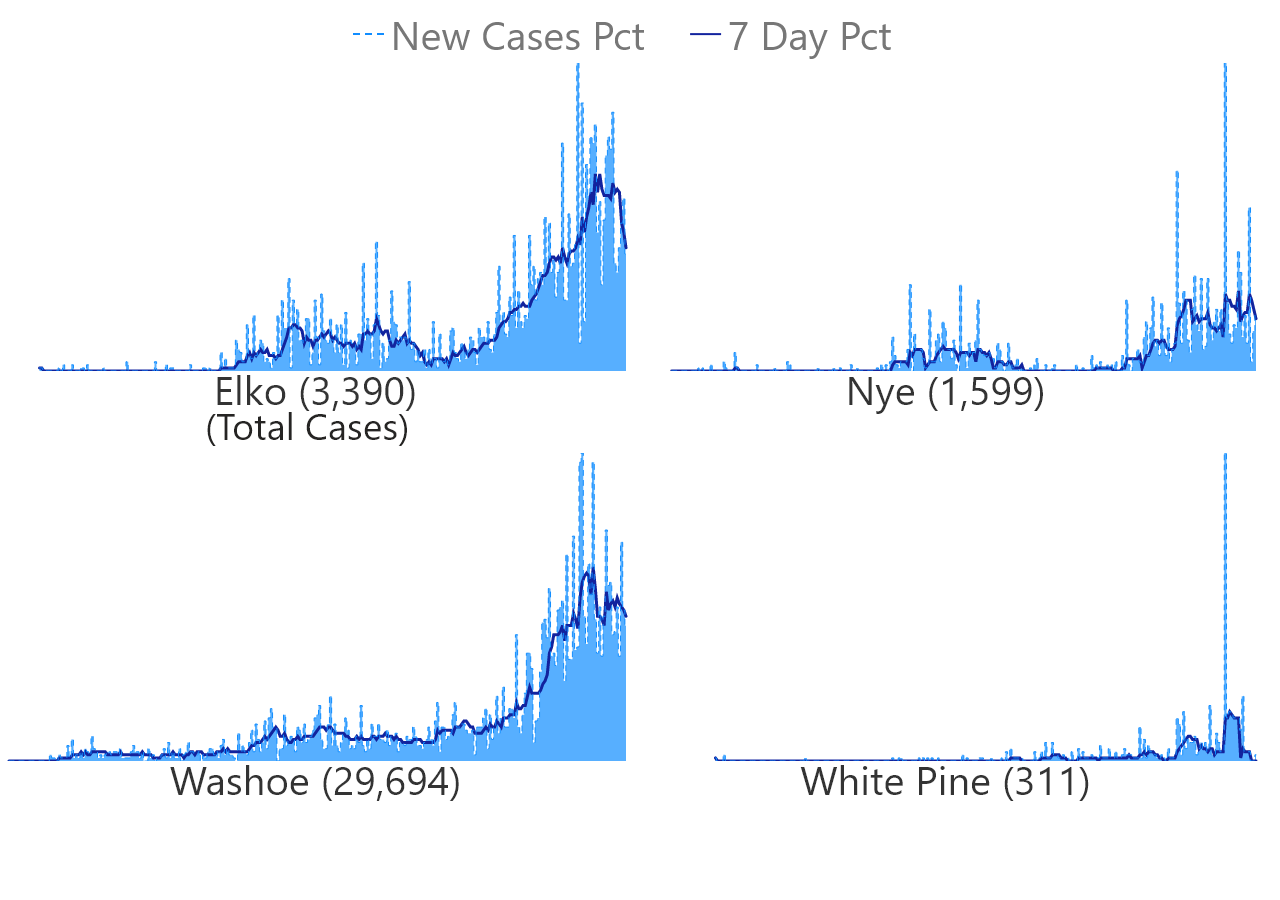 New Cases Pct 7 Day Pct
Elko (3,390)
(Total Cases)
Nye (1,599)
Washoe (29,694)
White Pine (311)